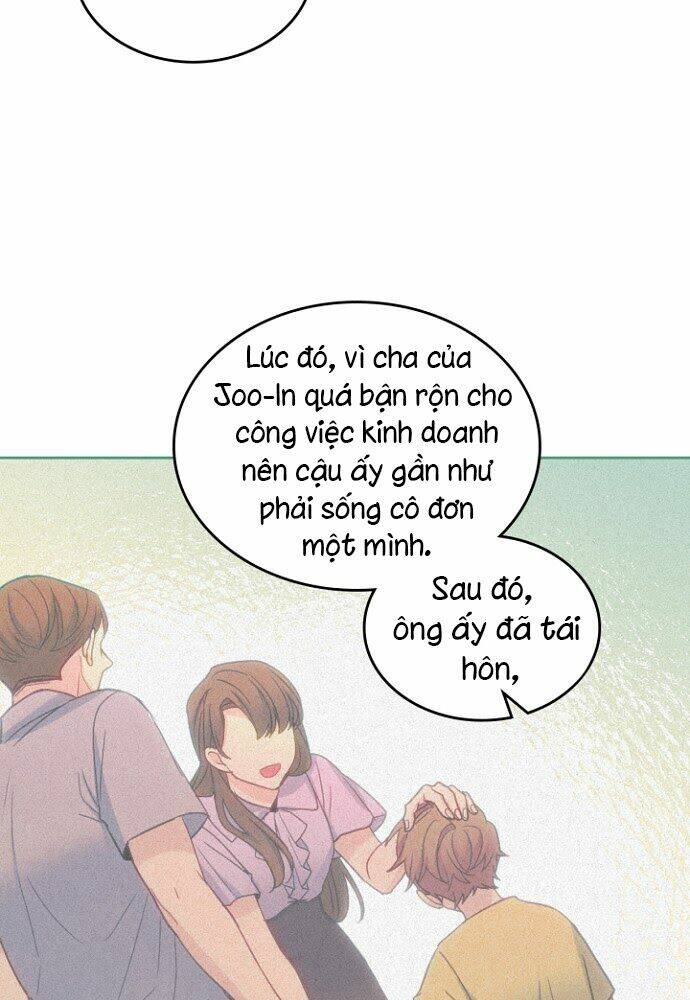 Lúc đó, vì cha của
Joo-In quá bận rộn cho
công việc kinh doanh
nên cậu ấy gần như
phải sống cô đơn
một mình.
Sau đó,
ông ấy đã tái
hôn,